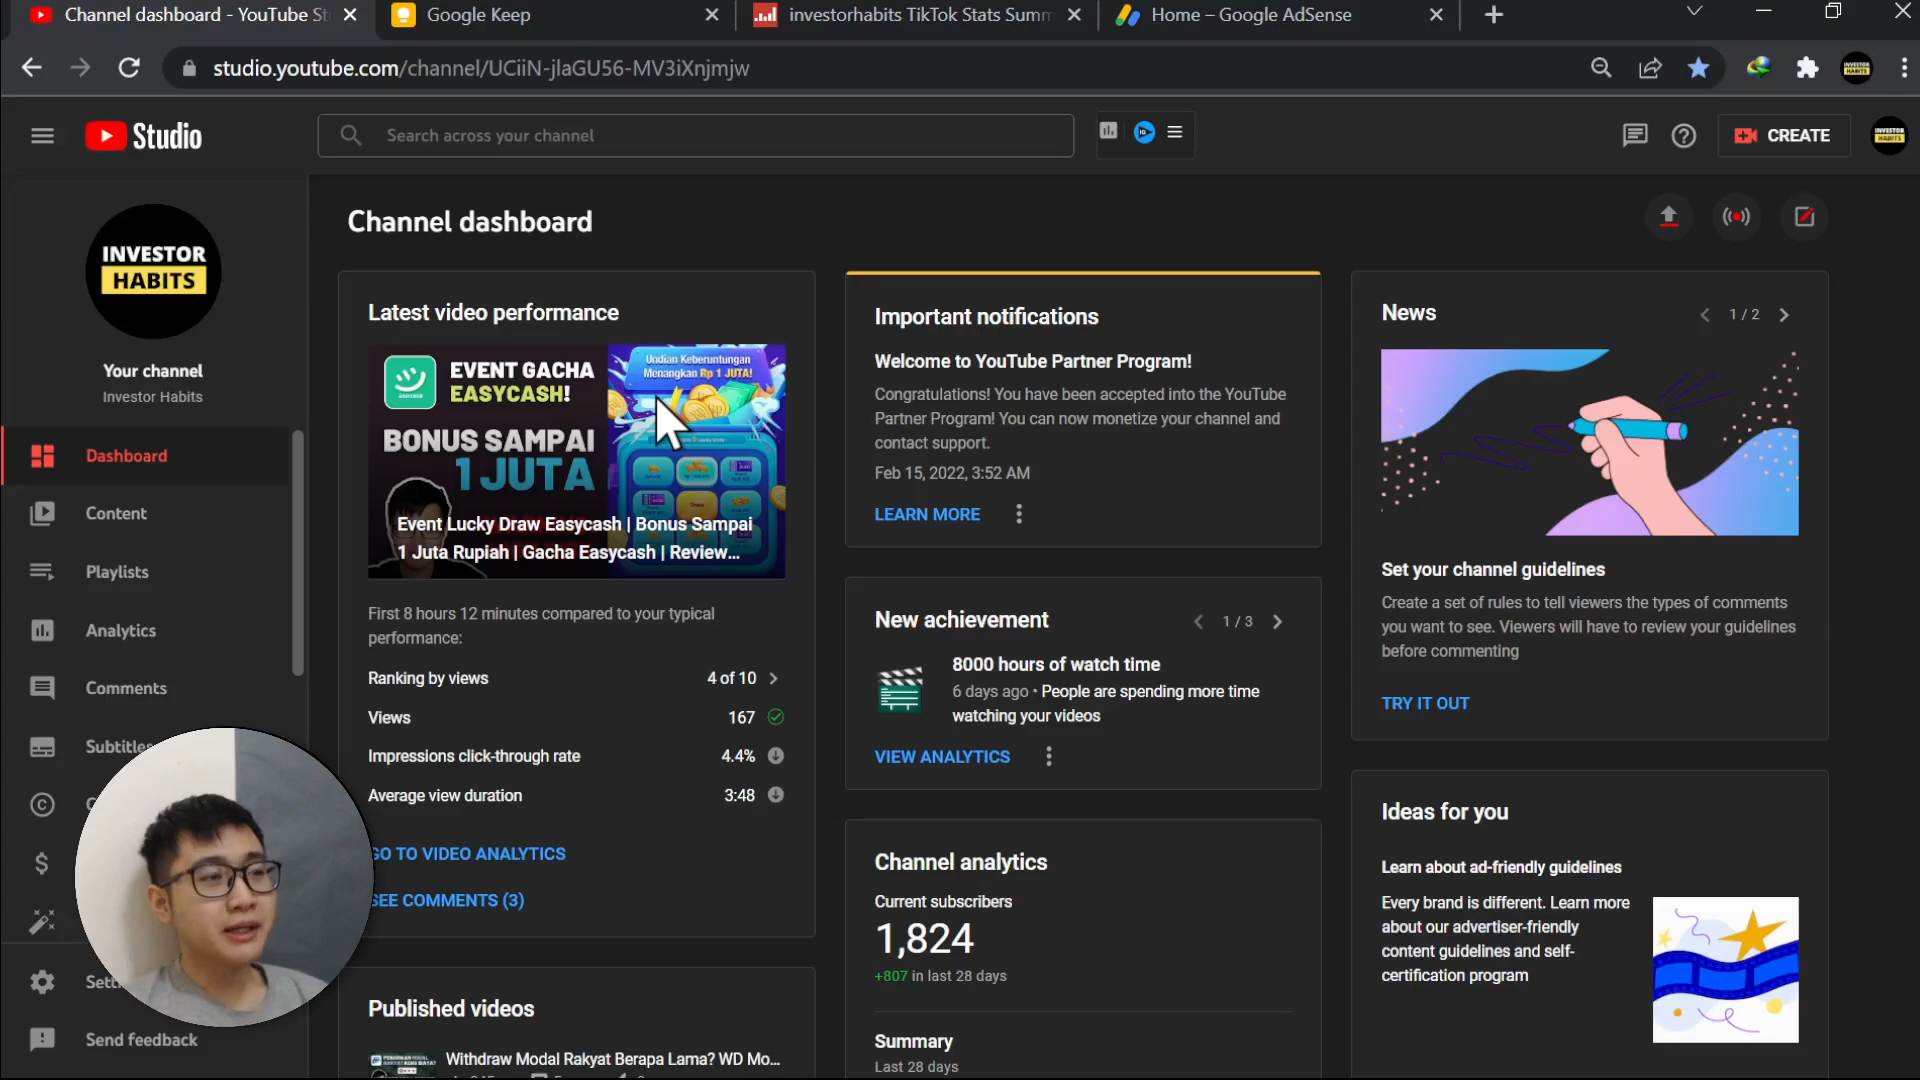 Channel dashboard - YouTube St
Google Keep
investorhabits TikTok Stats Summ
Home – Google AdSense
studio.youtube.com/channel/UCiiN-jlaGU56-MV3iXnjmjw
Studio
Search across your channel
CREATE
INVESTOR
HABITS
Your channel
Investor Habits
Dashboard
Content
Playlists
Analytics
Comments
Subtitles
Send feedback
Channel dashboard
Latest video performance
EVENT GACHA
EASYCASH!
BONUS SAMPAI
1 JUTA
Undian Keberuntungan
Menangkan Rp 1 JUTA!
Event Lucky Draw Easycash | Bonus Sampai
1 Juta Rupiah | Gacha Easycash | Review...
First 8 hours 12 minutes compared to your typical
performance:
Ranking by views 4 of 10
Views 167
Impressions click-through rate 4.4%
Average view duration 3:48
GO TO VIDEO ANALYTICS
SEE COMMENTS (3)
Published videos
Withdraw Modal Rakyat Berapa Lama? WD Mo...
Important notifications
Welcome to YouTube Partner Program!
Congratulations! You have been accepted into the YouTube
Partner Program! You can now monetize your channel and
contact support.
Feb 15, 2022, 3:52 AM
LEARN MORE
New achievement
1 / 3
8000 hours of watch time
6 days ago • People are spending more time
watching your videos
VIEW ANALYTICS
Channel analytics
Current subscribers
1,824
+807 in last 28 days
Summary
Last 28 days
News
1 / 2
Set your channel guidelines
Create a set of rules to tell viewers the types of comments
you want to see. Viewers will have to review your guidelines
before commenting
TRY IT OUT
Ideas for you
Learn about ad-friendly guidelines
Every brand is different. Learn more
about our advertiser-friendly
content guidelines and self-
certification program